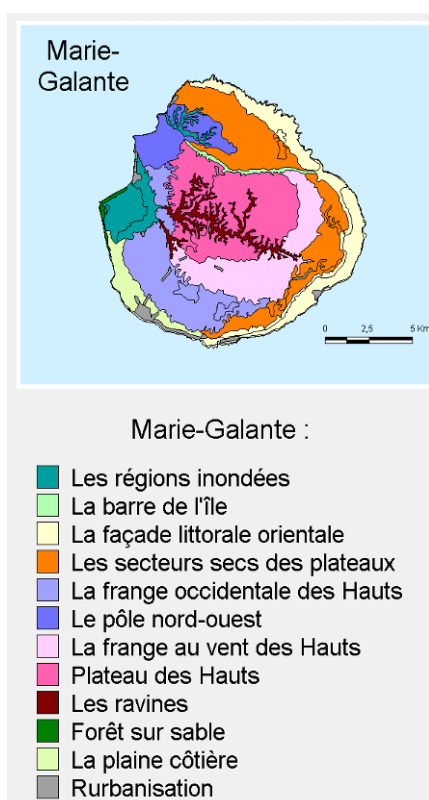 Marie-
Galante
0 2,5 5 Km
Marie-Galante :
Les régions inondées
La barre de l'île
La façade littorale orientale
Les secteurs secs des plateaux
La frange occidentale des Hauts
Le pôle nord-ouest
La frange au vent des Hauts
Plateau des Hauts
Les ravines
Forêt sur sable
La plaine côtière
Rurbanisation